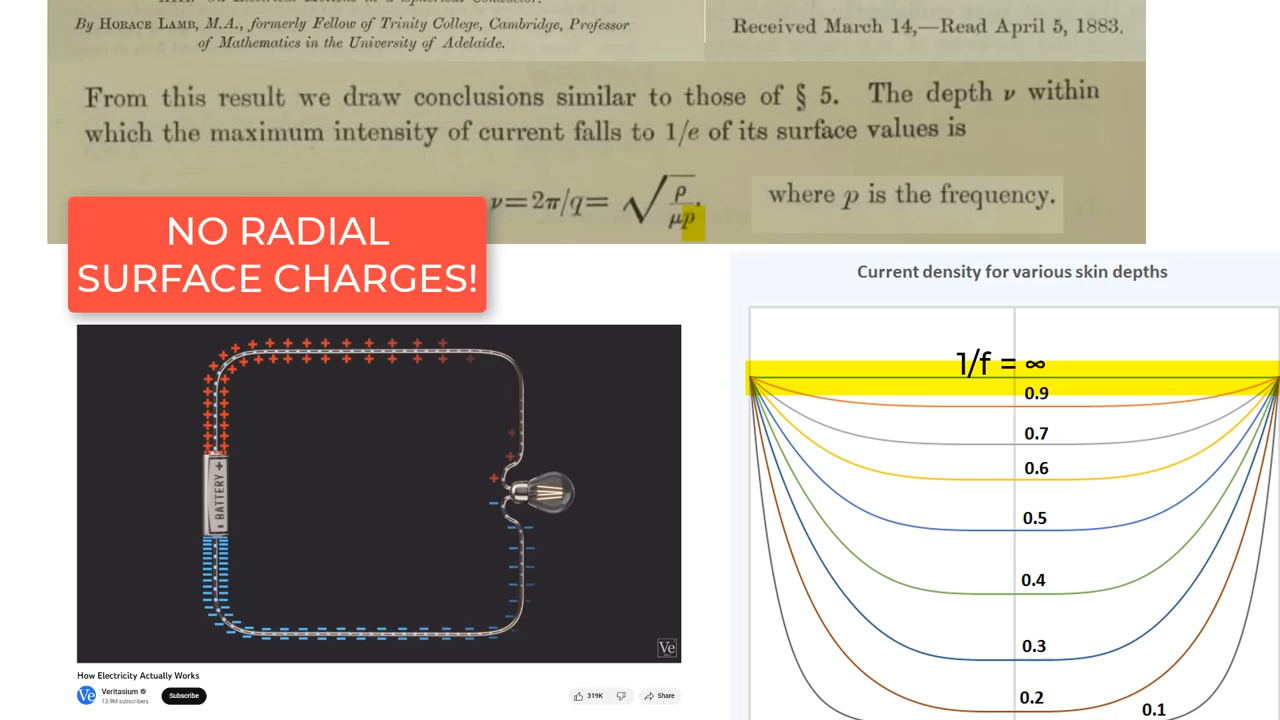 By HORACE LAMB, M.A., formerly Fellow of Trinity College, Cambridge, Professor
of Mathematics in the University of Adelaide.
Received March 14,—Read April 5, 1883.
From this result we draw conclusions similar to those of § 5. The depth ν within
which the maximum intensity of current falls to 1/e of its surface values is
ν=2π/q= √ρ/μp.
where p is the frequency.
NO RADIAL
SURFACE CHARGES!
BATTERY +
Ve
How Electricity Actually Works
Ve
Veritasium
13.9M subscribers
Subscribe
319K
Share
Current density for various skin depths
1/f = ∞
0.9
0.7
0.6
0.5
0.4
0.3
0.2
0.1